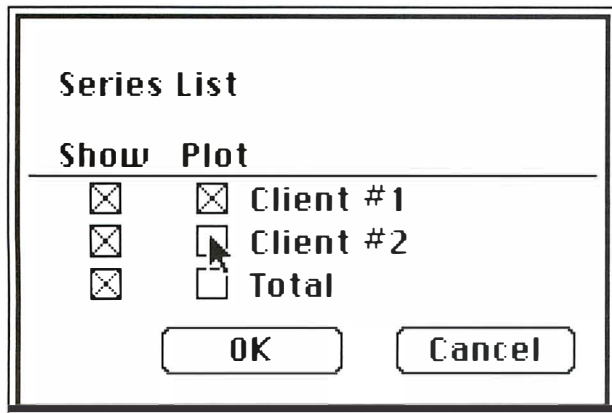 Series List
Show Plot
Client #1
Client #2
Total
OK Cancel